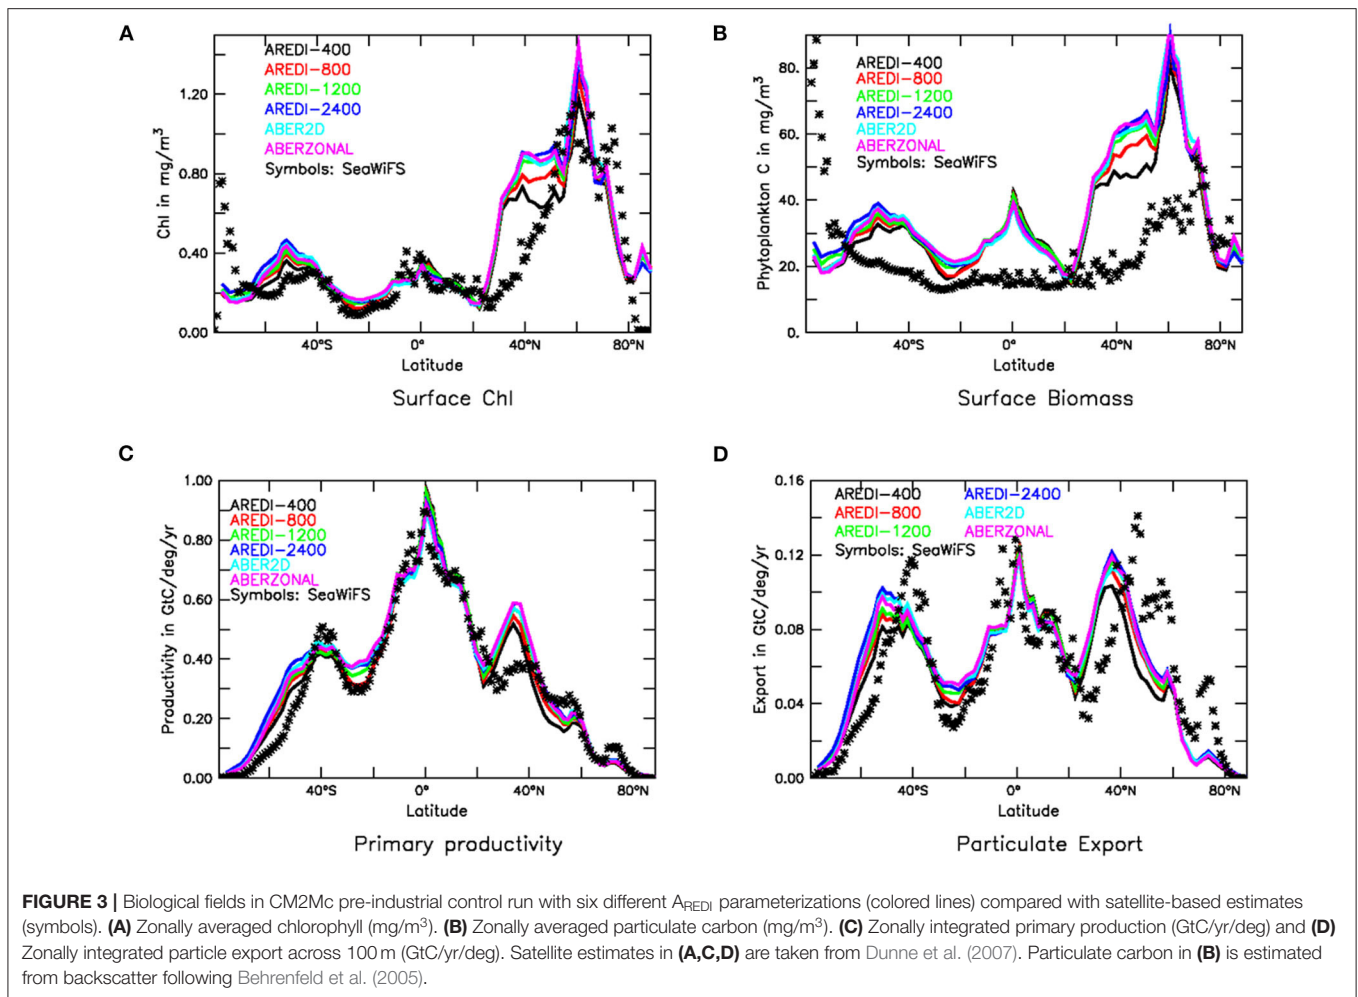 A
AREDI-400
AREDI-800
AREDI-1200
AREDI-2400
ABER2D
ABERZONAL
Symbols: SeaWiFS
Chl in mg/m³
1.20
0.80
0.40
0.00
40°S
0°
40°N
80°N
Latitude
Surface Chl
B
AREDI-400
AREDI-800
AREDI-1200
AREDI-2400
ABER2D
ABERZONAL
Symbols: SeaWiFS
Phytoplankton C in mg/m³
80.
60.
40.
20.
0.
40°S
0°
40°N
80°N
Latitude
Surface Biomass
C
AREDI-400
AREDI-800
AREDI-1200
AREDI-2400
ABER2D
ABERZONAL
Symbols: SeaWiFS
Productivity in GtC/deg/yr
1.00
0.80
0.60
0.40
0.20
0.00
40°S
0°
40°N
80°N
Latitude
Primary productivity
D
AREDI-400 AREDI-2400
AREDI-800 ABER2D
AREDI-1200 ABERZONAL
Symbols: SeaWiFS
Export in GtC/deg/yr
0.16
0.12
0.08
0.04
0.00
40°S
0°
40°N
80°N
Latitude
Particulate Export
FIGURE 3 | Biological fields in CM2Mc pre-industrial control run with six different AREDI parameterizations (colored lines) compared with satellite-based estimates
(symbols). (A) Zonally averaged chlorophyll (mg/m³). (B) Zonally averaged particulate carbon (mg/m³). (C) Zonally integrated primary production (GtC/yr/deg) and (D)
Zonally integrated particle export across 100 m (GtC/yr/deg). Satellite estimates in (A,C,D) are taken from Dunne et al. (2007). Particulate carbon in (B) is estimated
from backscatter following Behrenfeld et al. (2005).